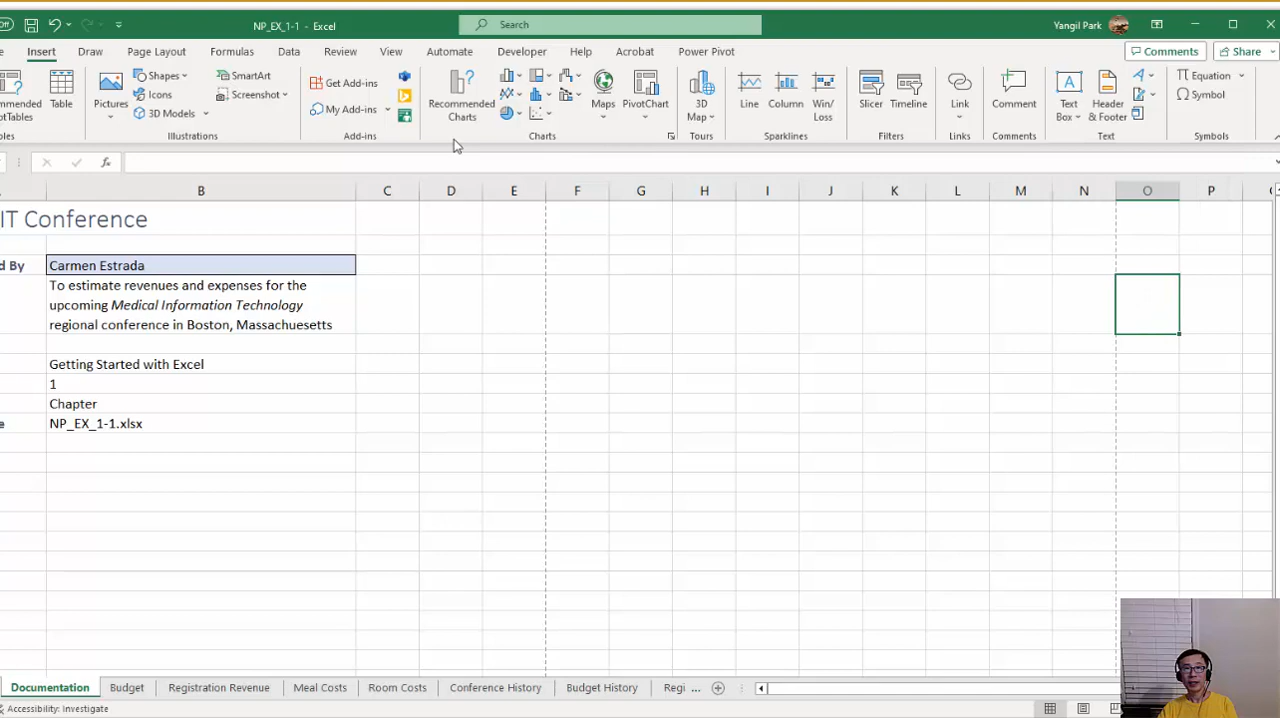 Off
NP_EX_1-1 - Excel
Search
Yangil Park
Insert Draw Page Layout Formulas Data Review View Automate Developer Help Acrobat Power Pivot
Comments
Share
Table
Pictures
Shapes
Icons
3D Models
SmartArt
Screenshot
Get Add-ins
My Add-ins
Recommended
Charts
Maps
PivotChart
3D
Map
Line
Column
Win/
Loss
Slicer
Timeline
Link
Comment
Text
Box
Header
& Footer
Equation
Symbol
Illustrations
Add-ins
Charts
Tours
Sparklines
Filters
Links
Comments
Text
Symbols
fx
B C D E F G H I J K L M N O P
IT Conference
d By
Carmen Estrada
To estimate revenues and expenses for the
upcoming Medical Information Technology
regional conference in Boston, Massachuesetts
Getting Started with Excel
1
Chapter
NP_EX_1-1.xlsx
Documentation Budget Registration Revenue Meal Costs Room Costs Conference History Budget History Regi ...
Accessibility: Investigate